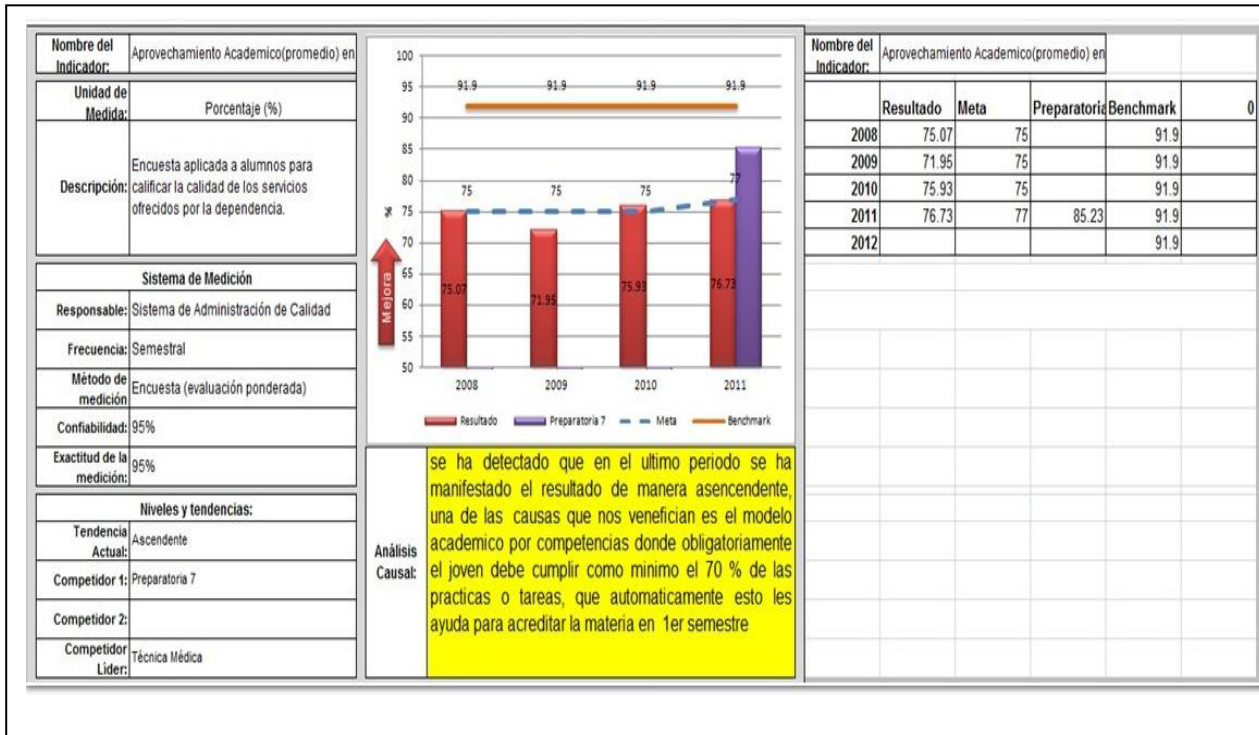 Nombre del Indicador: Aprovechamiento Academico(promedio) en
Unidad de Medida: Porcentaje (%)
Descripción: Encuesta aplicada a alumnos para
calificar la calidad de los servicios
ofrecidos por la dependencia.
Sistema de Medición
Responsable: Sistema de Administración de Calidad
Frecuencia: Semestral
Método de medición Encuesta (evaluación ponderada)
Confiabilidad: 95%
Exactitud de la medición: 95%
Niveles y tendencias:
Tendencia Actual: Ascendente
Competidor 1: Preparatoria 7
Competidor 2:
Competidor Lider: Técnica Médica
100
95
90
85
80
75
70
65
60
55
50
%
Mejora
91.9 91.9 91.9 91.9
75 75 75 77
75.07 71.95 75.93 76.73
2008 2009 2010 2011
Resultado Preparatoria 7 Meta Benchmark
Análisis Causal:
se ha detectado que en el ultimo periodo se ha
manifestado el resultado de manera asencendente,
una de las causas que nos venefician es el modelo
academico por competencias donde obligatoriamente
el joven debe cumplir como minimo el 70 % de las
practicas o tareas, que automaticamente esto les
ayuda para acreditar la materia en 1er semestre
Nombre del Indicador: Aprovechamiento Academico(promedio) en
Resultado Meta Preparatoria Benchmark 0
2008 75.07 75 91.9
2009 71.95 75 91.9
2010 75.93 75 91.9
2011 76.73 77 85.23 91.9
2012 91.9